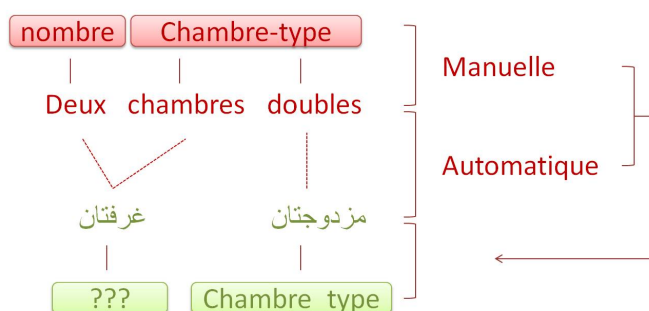 nombre Chambre-type
Manuelle
Deux chambres doubles
Automatique
غرفتان مزدوجتان
??? Chambre type